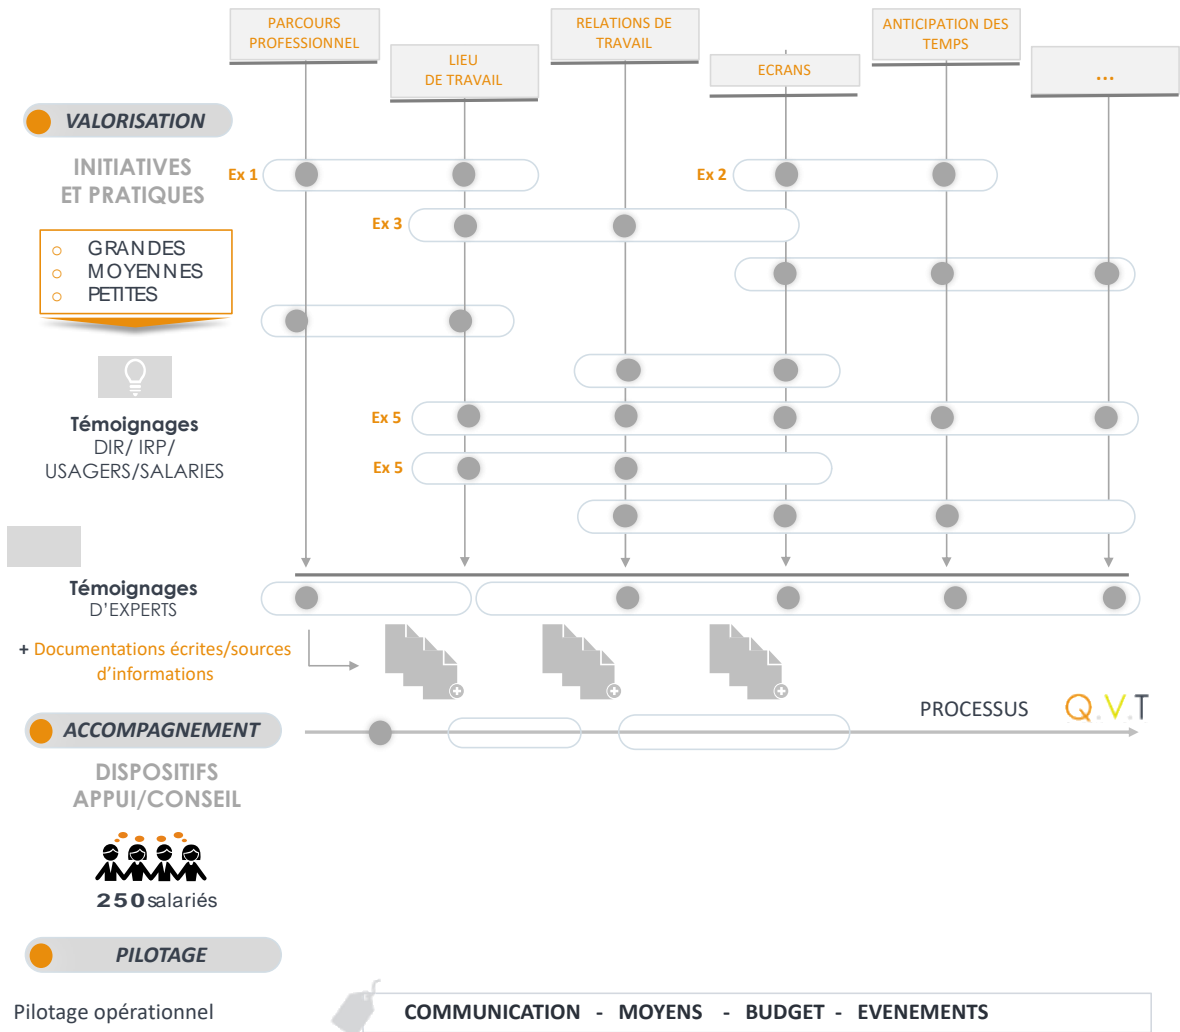 PARCOURS
PROFESSIONNEL
LIEU
DE TRAVAIL
RELATIONS DE
TRAVAIL
ECRANS
ANTICIPATION DES
TEMPS
...
VALORISATION
INITIATIVES
ET PRATIQUES
Ex 1
Ex 2
Ex 3
o GRANDES
o MOYENNES
o PETITES
Témoignages
DIR/ IRP/
USAGERS/SALARIES
Ex 5
Ex 5
Témoignages
D'EXPERTS
+ Documentations écrites/sources
d'informations
PROCESSUS Q.V.T
ACCOMPAGNEMENT
DISPOSITIFS
APPUI/CONSEIL
250 salariés
PILOTAGE
Pilotage opérationnel
COMMUNICATION - MOYENS - BUDGET - EVENEMENTS